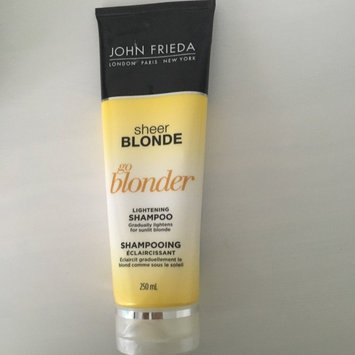 JOHN FRIEDA
LONDON PARIS NEW YORK
sheer
BLONDE
go
blonder
LIGHTENING
SHAMPOO
Gradually lightens
for sunlit blonde
SHAMPOOING
ÉCLAIRCISSANT
Éclaircit graduellement le
blond comme sous le soleil
250 mL